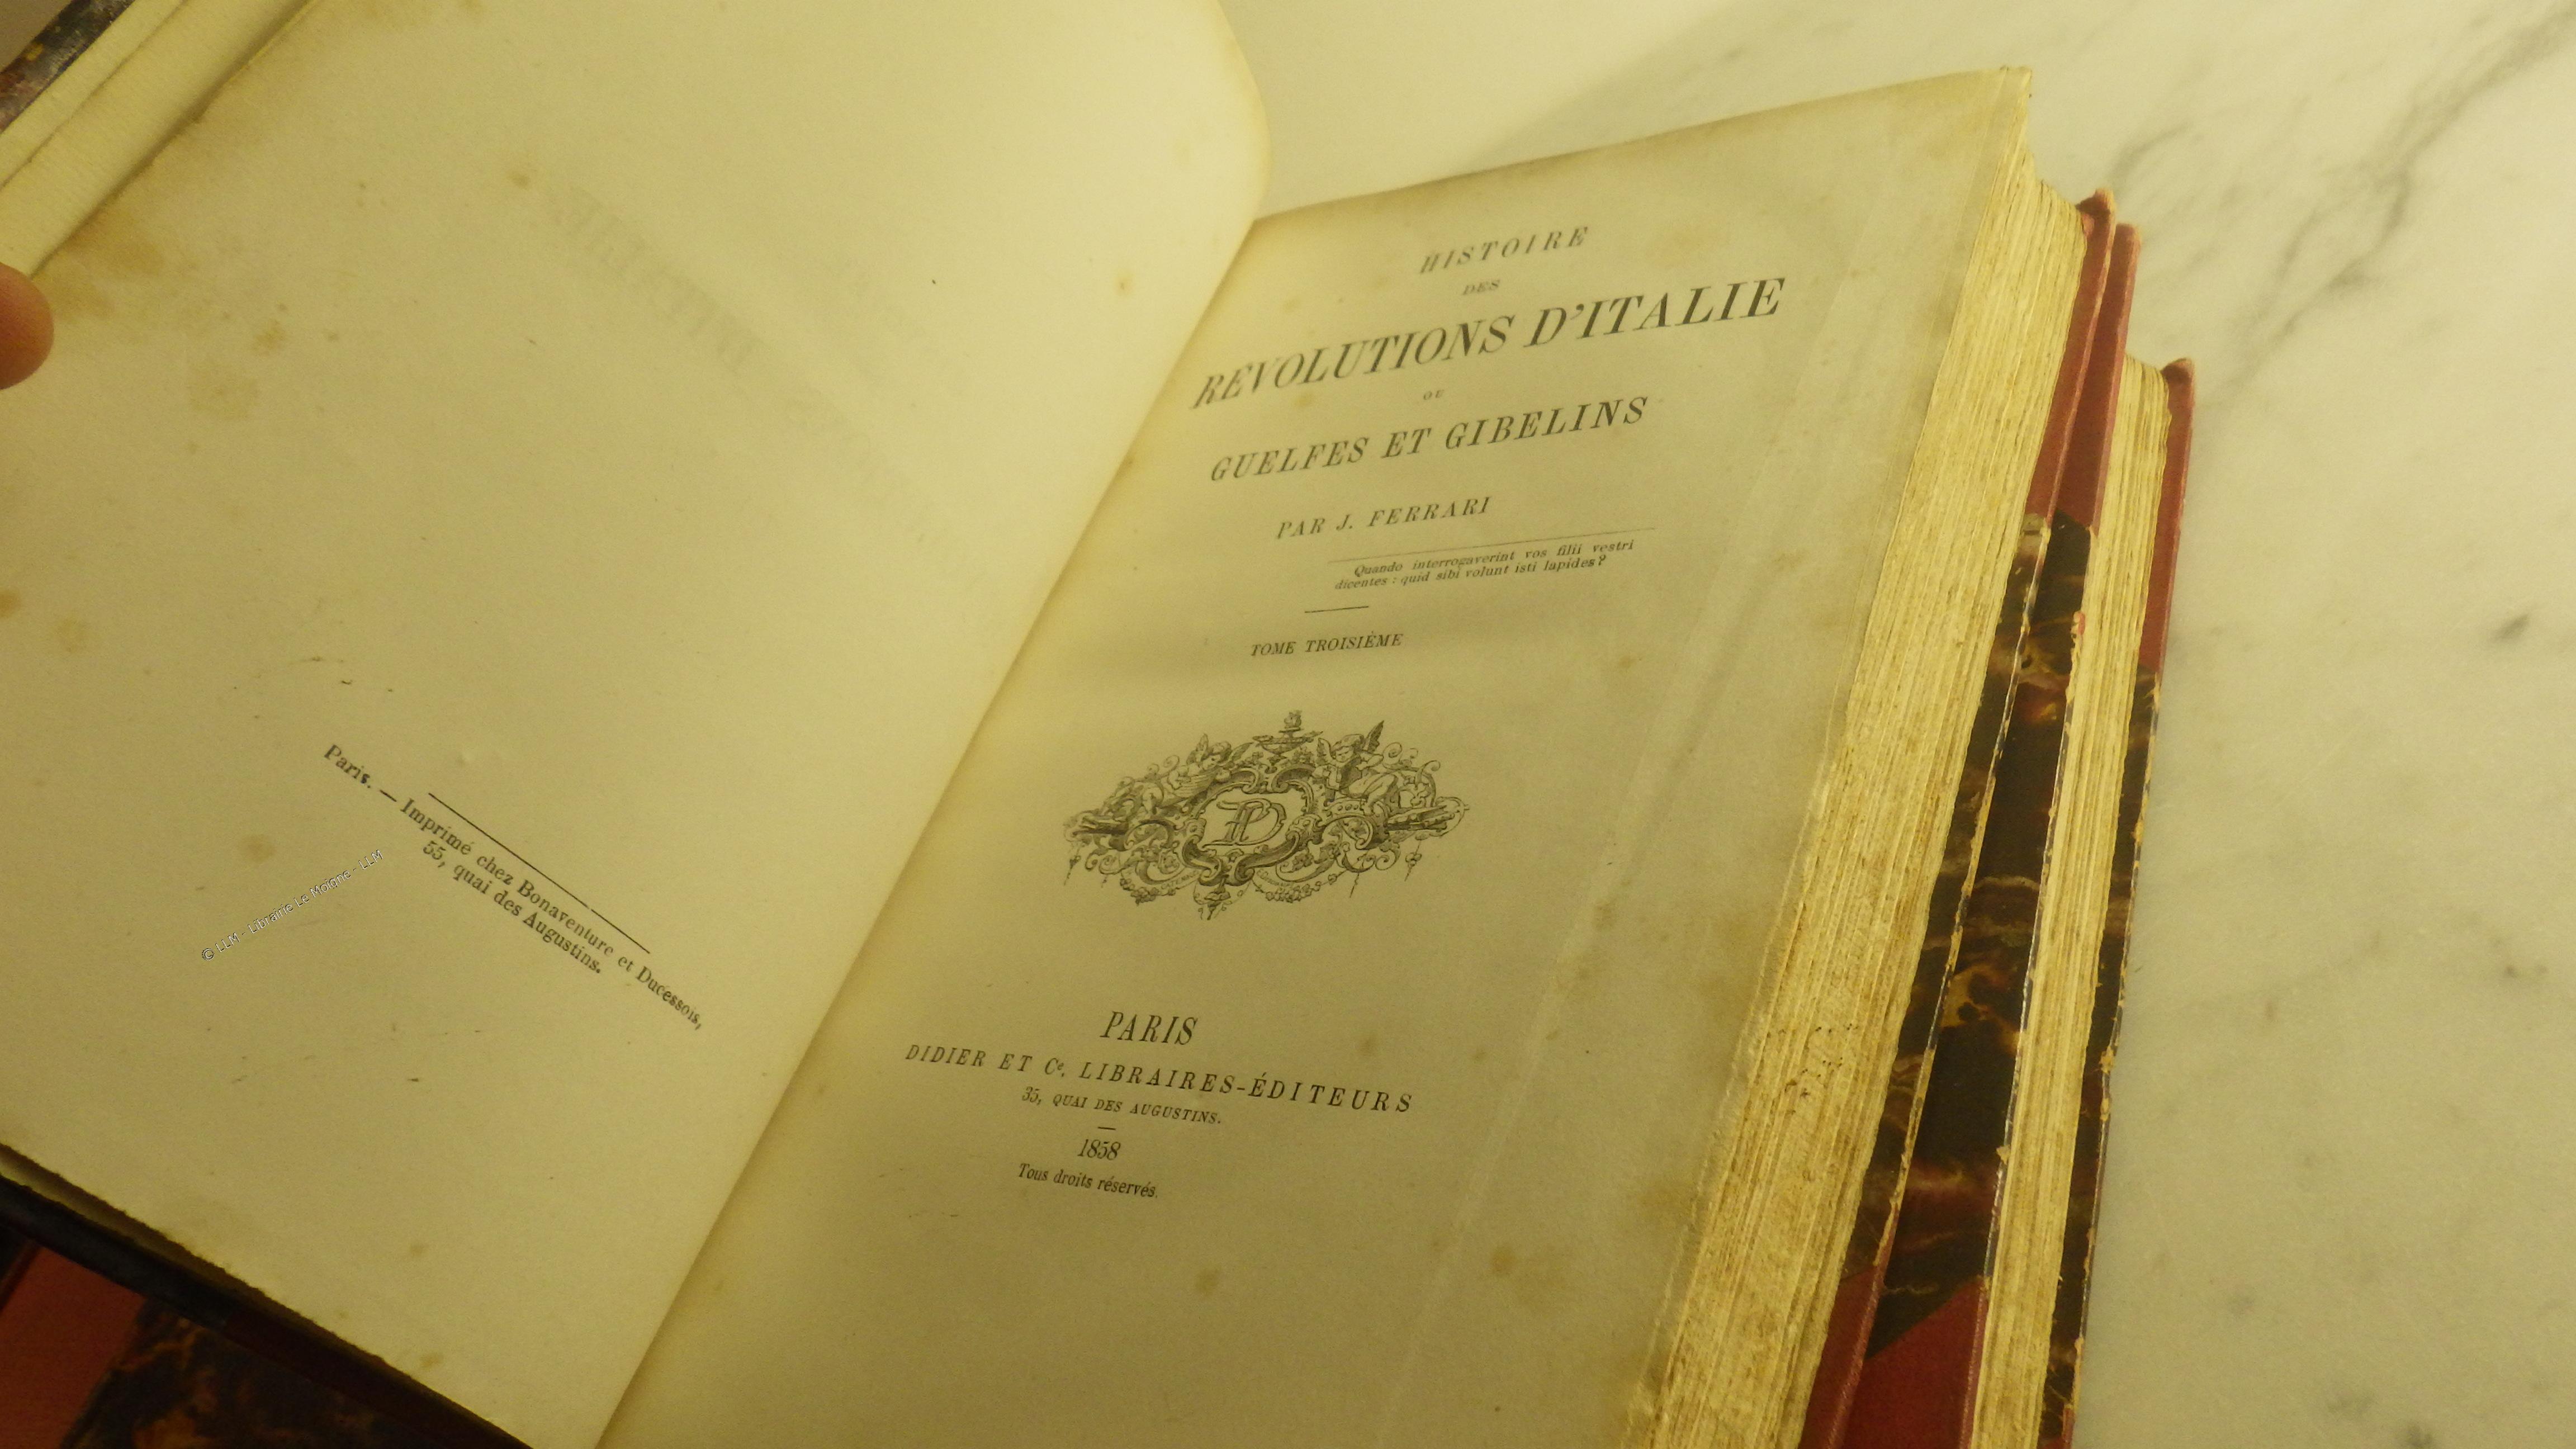 Paris. — Imprimé chez Bonaventure et Ducessois,
55, quai des Augustins.
© LLM - Librairie Le Moigne - LLM
HISTOIRE
DES
RÉVOLUTIONS D'ITALIE
OU
GUELFES ET GIBELINS
PAR J. FERRARI
Quando interrogaverint vos filii vestri
dicentes : quid sibi volunt isti lapides?
TOME TROISIÈME
PARIS
DIDIER ET Cᵉ, LIBRAIRES-ÉDITEURS
35, QUAI DES AUGUSTINS.
1858
Tous droits réservés.